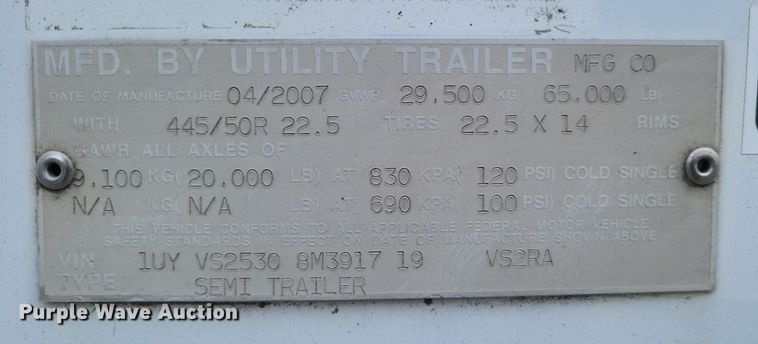 MFD. BY UTILITY TRAILER MFG CO
DATE OF MANUFACTURE 04/2007 GVWR 29.500 KG( 65.000 LB)
WITH 445/50R 22.5 TIRES 22.5 X 14 RIMS
GAWR ALL AXLES OF
9.100 KG( 20.000 LB) AT 830 KPA( 120 PSI) COLD SINGLE
N/A KG( N/A LB) AT 690 KPA( 100 PSI) COLD SINGLE
THIS VEHICLE CONFORMS TO ALL APPLICABLE FEDERAL MOTOR VEHICLE
SAFETY STANDARDS IN EFFECT ON DATE OF MANUFACTURE SHOWN ABOVE
VIN 1UY VS2530 8M3917 19 VS2RA
TYPE SEMI TRAILER
Purple Wave Auction